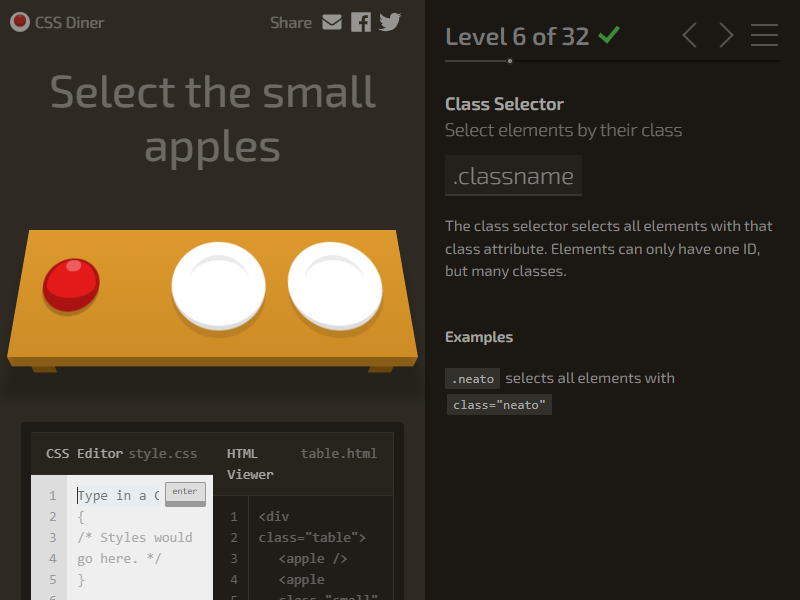 CSS Diner
Share
Select the small
apples
CSS Editor style.css
HTML
Viewer
table.html
1
2
3
4
5
6
Type in a C
enter
{
/* Styles would
go here. */
}
1
2
3
4
5
<div
class="table">
<apple />
<apple
class="small"
Level 6 of 32
Class Selector
Select elements by their class
.classname
The class selector selects all elements with that
class attribute. Elements can only have one ID,
but many classes.
Examples
.neato selects all elements with
class="neato"